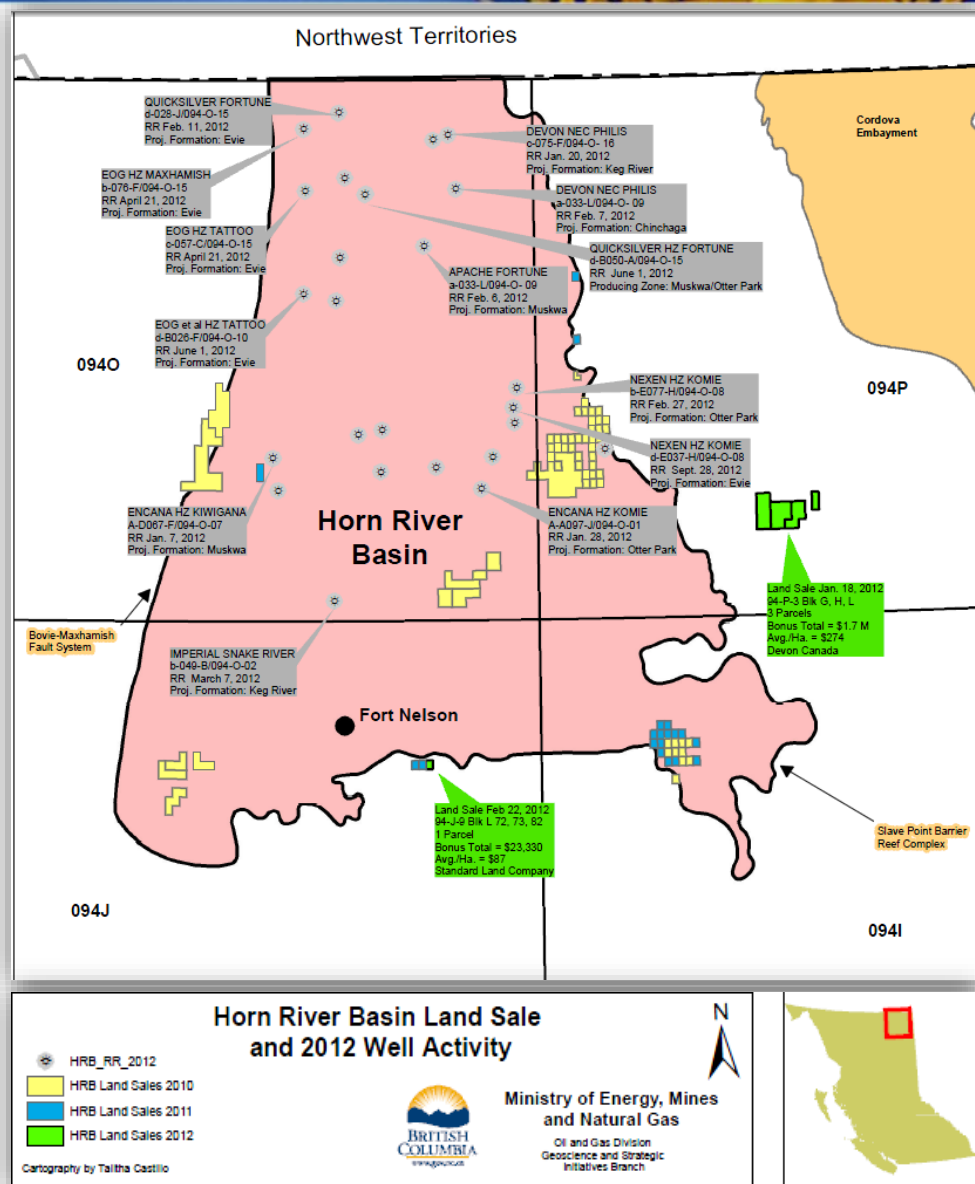 Northwest Territories
QUICKSILVER FORTUNE
d-028-J/094-O-15
RR Feb. 11, 2012
Proj. Formation: Evie
EOG HZ MAXHAMISH
b-076-F/094-O-15
RR April 21, 2012
Proj. Formation: Evie
EOG HZ TATTOO
c-057-C/094-O-15
RR April 21, 2012
Proj. Formation: Evie
EOG et al HZ TATTOO
d-B026-F/094-O-10
RR June 1, 2012
Proj. Formation: Evie
DEVON NEC PHILIS
c-075-F/094-O- 16
RR Jan. 20, 2012
Proj. Formation: Keg River
DEVON NEC PHILIS
a-033-L/094-O- 09
RR Feb. 7, 2012
Proj. Formation: Chinchaga
QUICKSILVER HZ FORTUNE
d-B050-A/094-O-15
RR June 1, 2012
Producing Zone: Muskwa/Otter Park
APACHE FORTUNE
a-033-L/094-O- 09
RR Feb. 6, 2012
Proj. Formation: Muskwa
Cordova
Embayment
094O
094P
NEXEN HZ KOMIE
b-E077-H/094-O-08
RR Feb. 27, 2012
Proj. Formation: Otter Park
NEXEN HZ KOMIE
d-E037-H/094-O-08
RR Sept. 28, 2012
Proj. Formation: Evie
ENCANA HZ KIWIGANA
A-D067-F/094-O-07
RR Jan. 7, 2012
Proj. Formation: Muskwa
Horn River
Basin
ENCANA HZ KOMIE
A-A097-J/094-O-01
RR Jan. 28, 2012
Proj. Formation: Otter Park
Land Sale Jan. 18, 2012
94-P-3 Blk G, H, L
3 Parcels
Bonus Total = $1.7 M
Avg./Ha. = $274
Devon Canada
Bovie-Maxhamish
Fault System
IMPERIAL SNAKE RIVER
b-049-B/094-O-02
RR March 7, 2012
Proj. Formation: Keg River
Fort Nelson
Land Sale Feb 22, 2012
94-J-9 Blk L 72, 73, 82
1 Parcel
Bonus Total = $23,330
Avg./Ha. = $87
Standard Land Company
Slave Point Barrier
Reef Complex
094J
094I
Horn River Basin Land Sale
and 2012 Well Activity
N
HRB_RR_2012
HRB Land Sales 2010
HRB Land Sales 2011
HRB Land Sales 2012
Cartography by Talitha Castillo
BRITISH
COLUMBIA
www.gov.bc.ca
Ministry of Energy, Mines
and Natural Gas
Oil and Gas Division
Geoscience and Strategic
Initiatives Branch